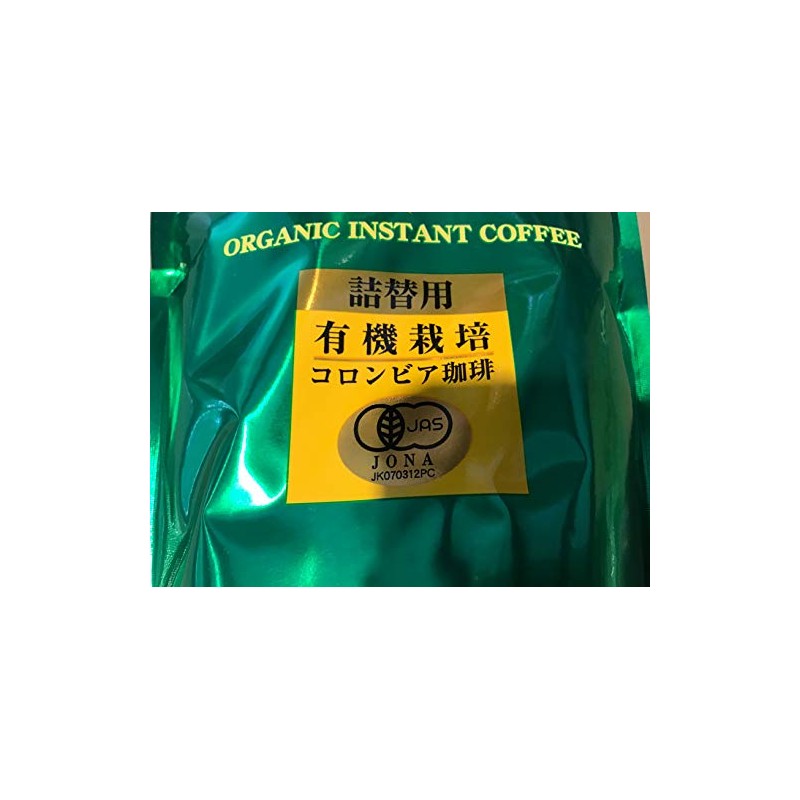 ORGANIC INSTANT COFFEE
詰替用
有機栽培
コロンビア珈琲
JAS
JONA
JK070312PC